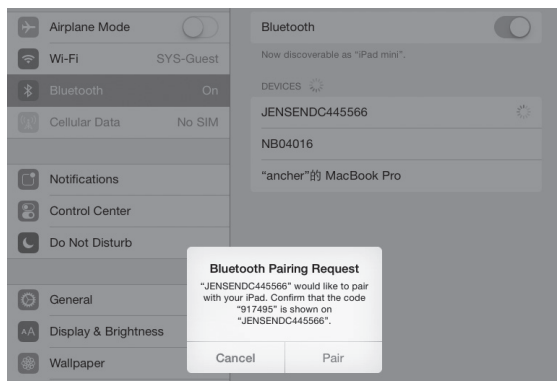 Airplane Mode
Wi-Fi SYS-Guest
Bluetooth On
Cellular Data No SIM
Notifications
Control Center
Do Not Disturb
General
Display & Brightness
Wallpaper
Bluetooth
Now discoverable as “iPad mini”.
DEVICES
JENSENDC445566
NB04016
“ancher”的 MacBook Pro
Bluetooth Pairing Request
“JENSENDC445566” would like to pair
with your iPad. Confirm that the code
“917495” is shown on
“JENSENDC445566”.
Cancel Pair